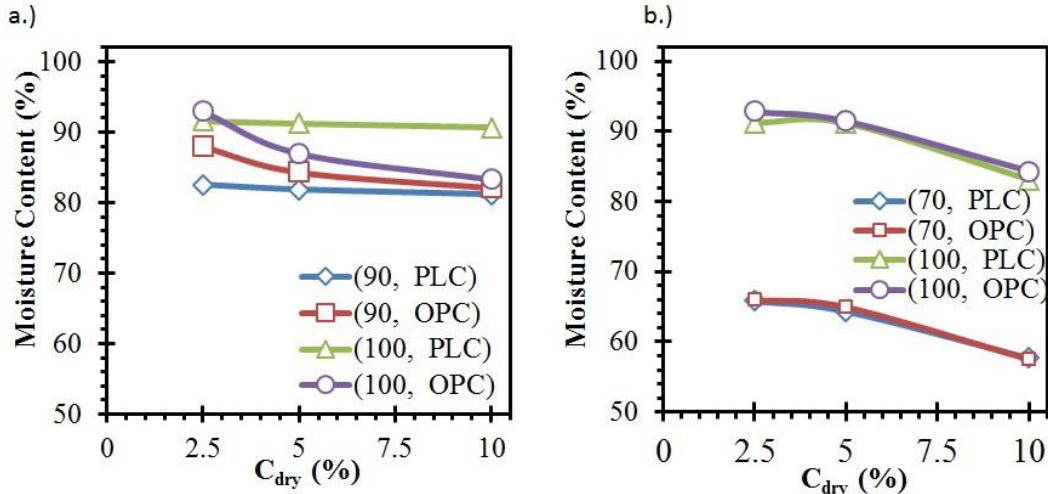 a.)
Moisture Content (%)
100
90
80
70
60
50
0
2.5
5
7.5
10
C_dry (%)
(90, PLC)
(90, OPC)
(100, PLC)
(100, OPC)
b.)
Moisture Content (%)
100
90
80
70
60
50
0
2.5
5
7.5
10
C_dry (%)
(70, PLC)
(70, OPC)
(100, PLC)
(100, OPC)